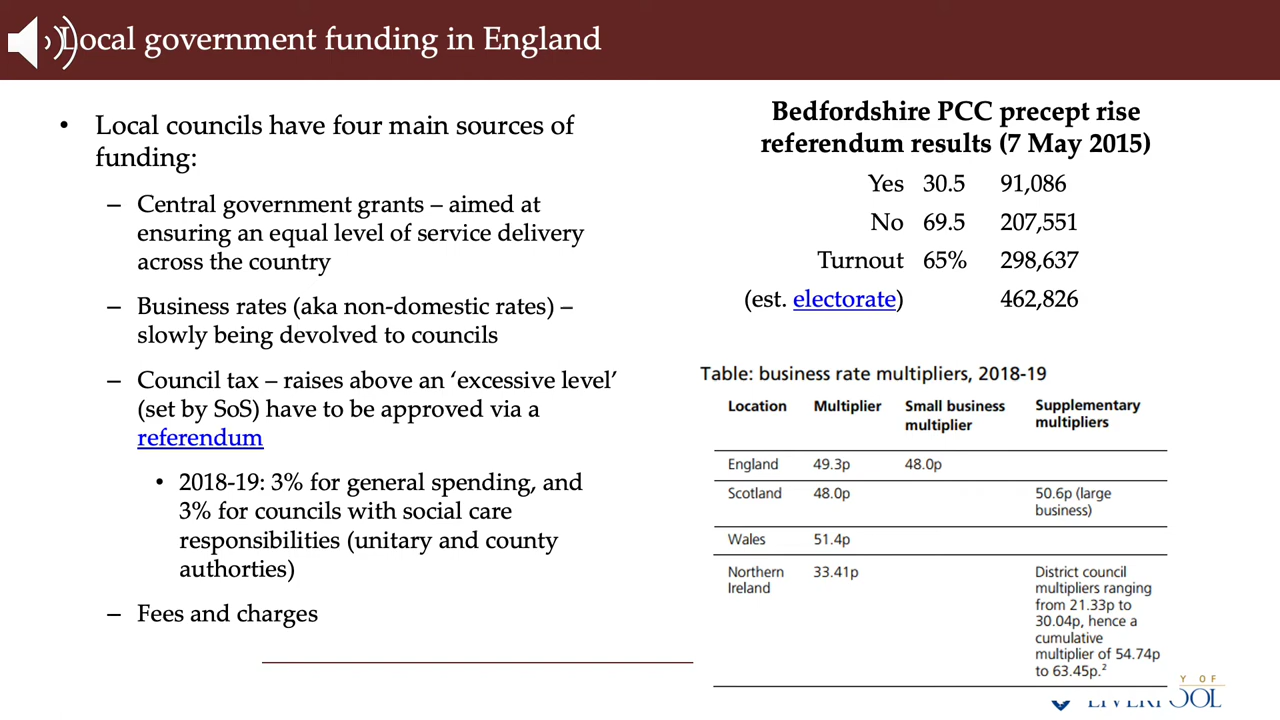 Local government funding in England
• Local councils have four main sources of
funding:
– Central government grants – aimed at
ensuring an equal level of service delivery
across the country
– Business rates (aka non-domestic rates) –
slowly being devolved to councils
– Council tax – raises above an ‘excessive level’
(set by SoS) have to be approved via a
referendum
• 2018-19: 3% for general spending, and
3% for councils with social care
responsibilities (unitary and county
authorties)
– Fees and charges
Bedfordshire PCC precept rise
referendum results (7 May 2015)
Yes 30.5 91,086
No 69.5 207,551
Turnout 65% 298,637
(est. electorate) 462,826
Table: business rate multipliers, 2018-19
Location Multiplier Small business multiplier Supplementary multipliers
England 49.3p 48.0p
Scotland 48.0p 50.6p (large
business)
Wales 51.4p
Northern Ireland 33.41p District council
multipliers ranging
from 21.33p to
30.04p, hence a
cumulative
multiplier of 54.74p
to 63.45p.²